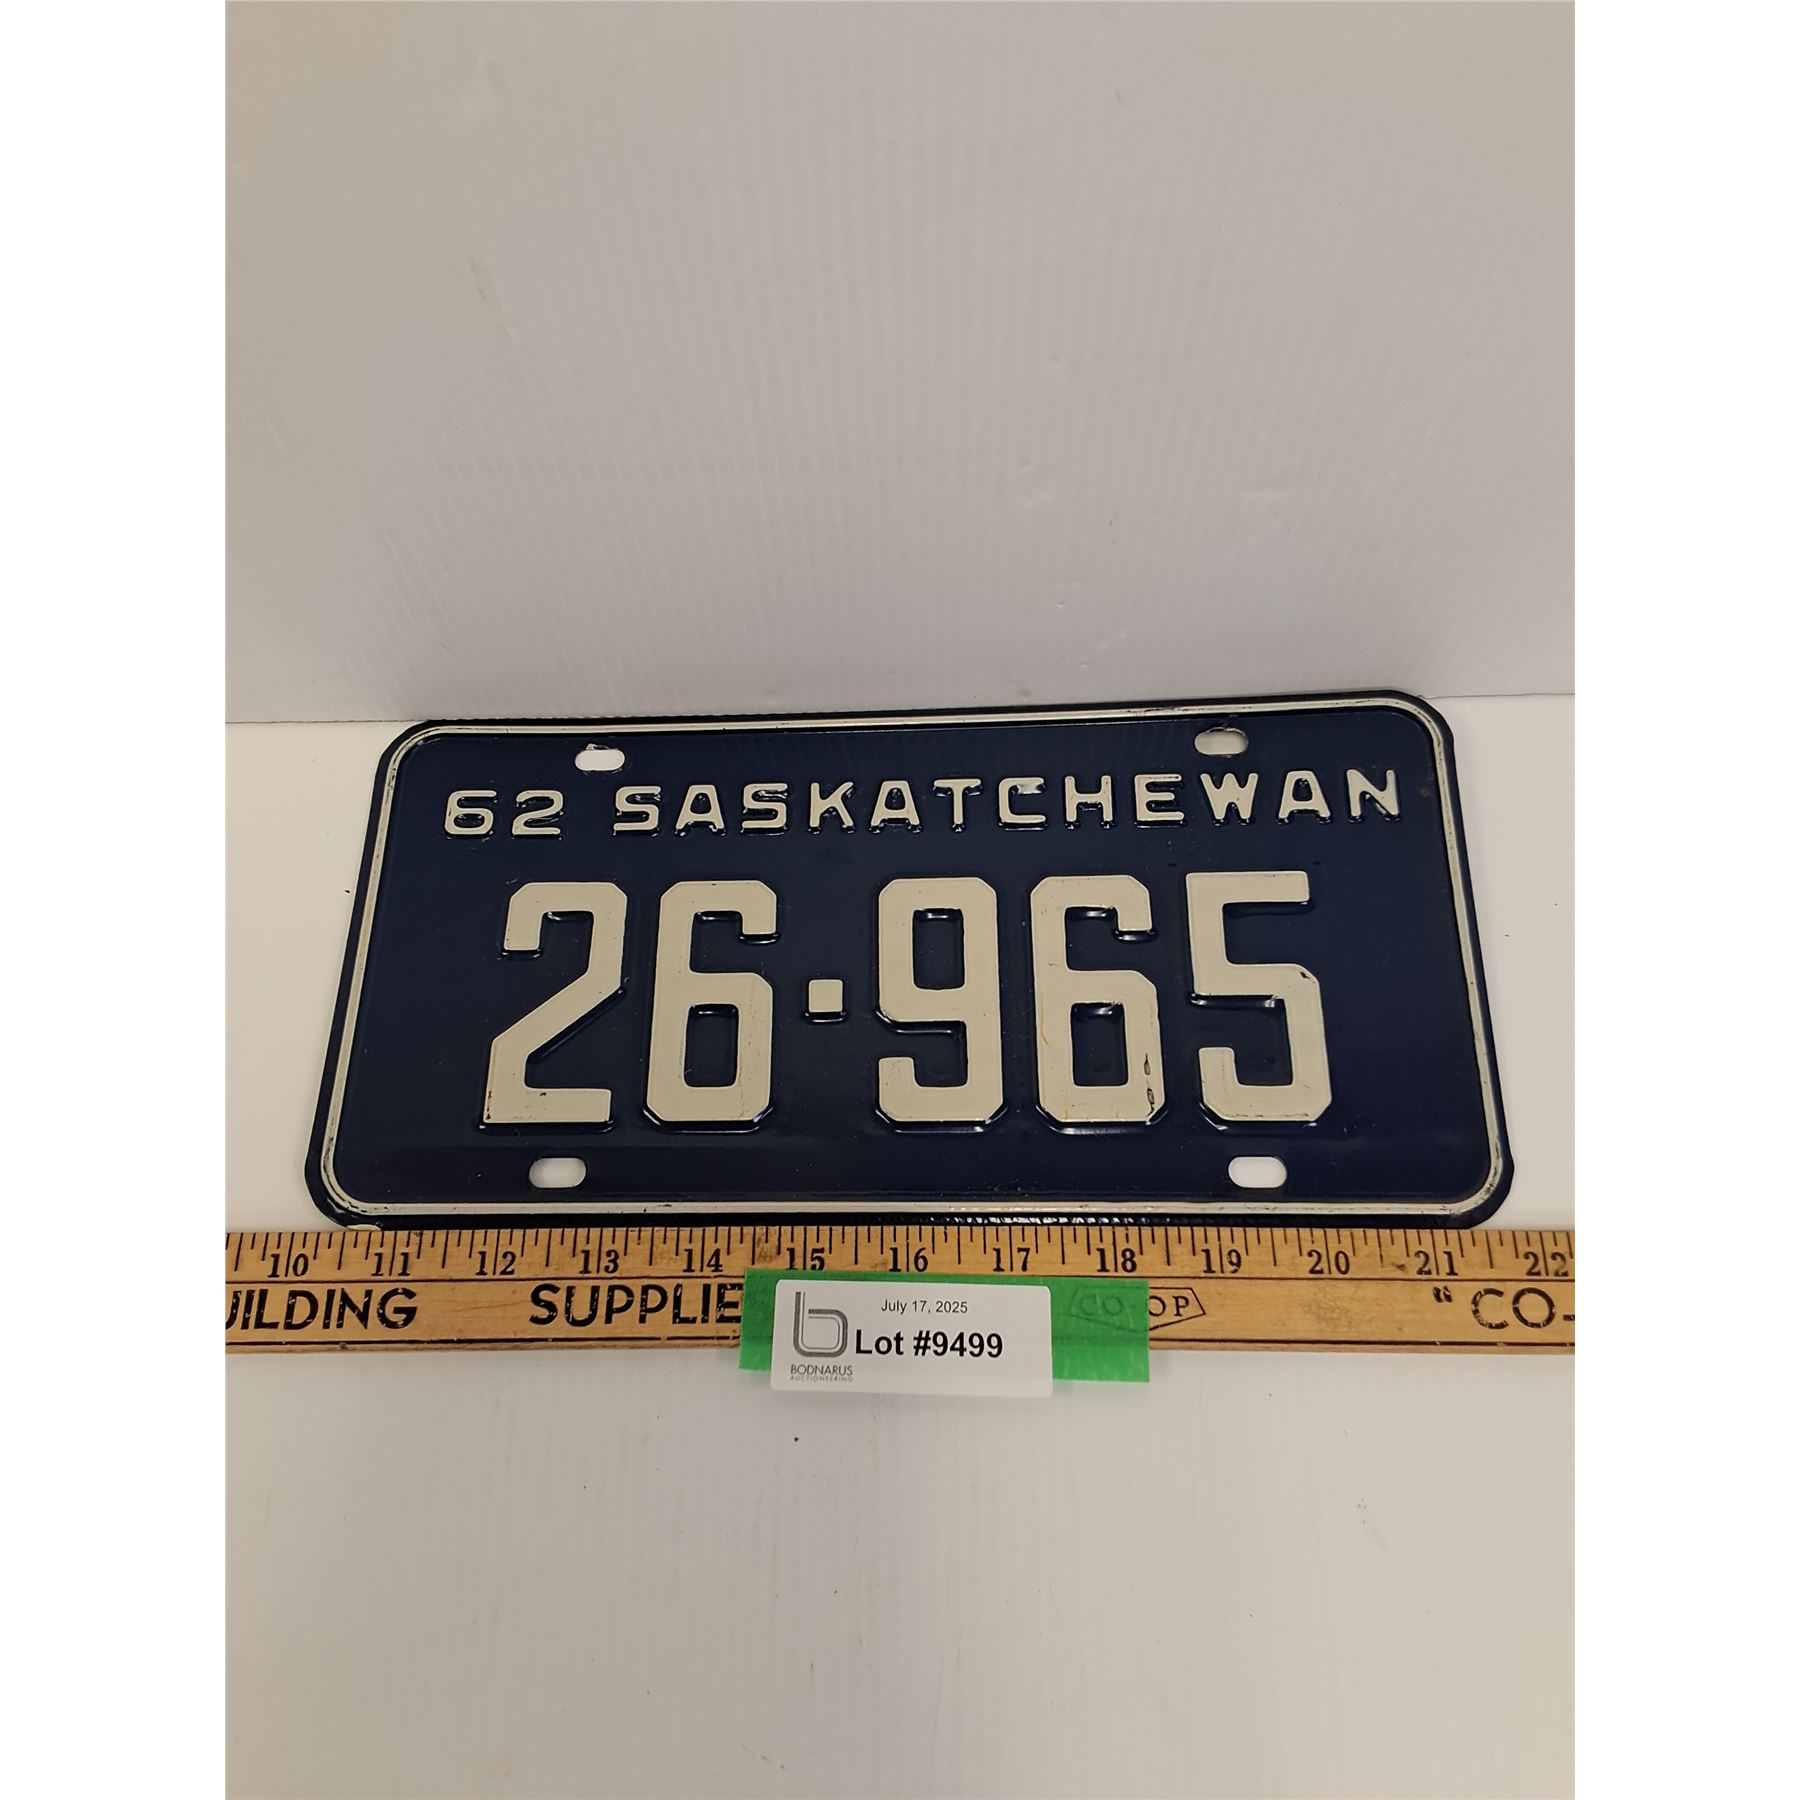 62 SASKATCHEWAN
26·965
10 11 12 13 14 15 16 17 18 19 20 21 22
UILDING SUPPLIE CO-OP " CO-
July 17, 2025
Lot #9499
BODNARUS
AUCTIONEERING